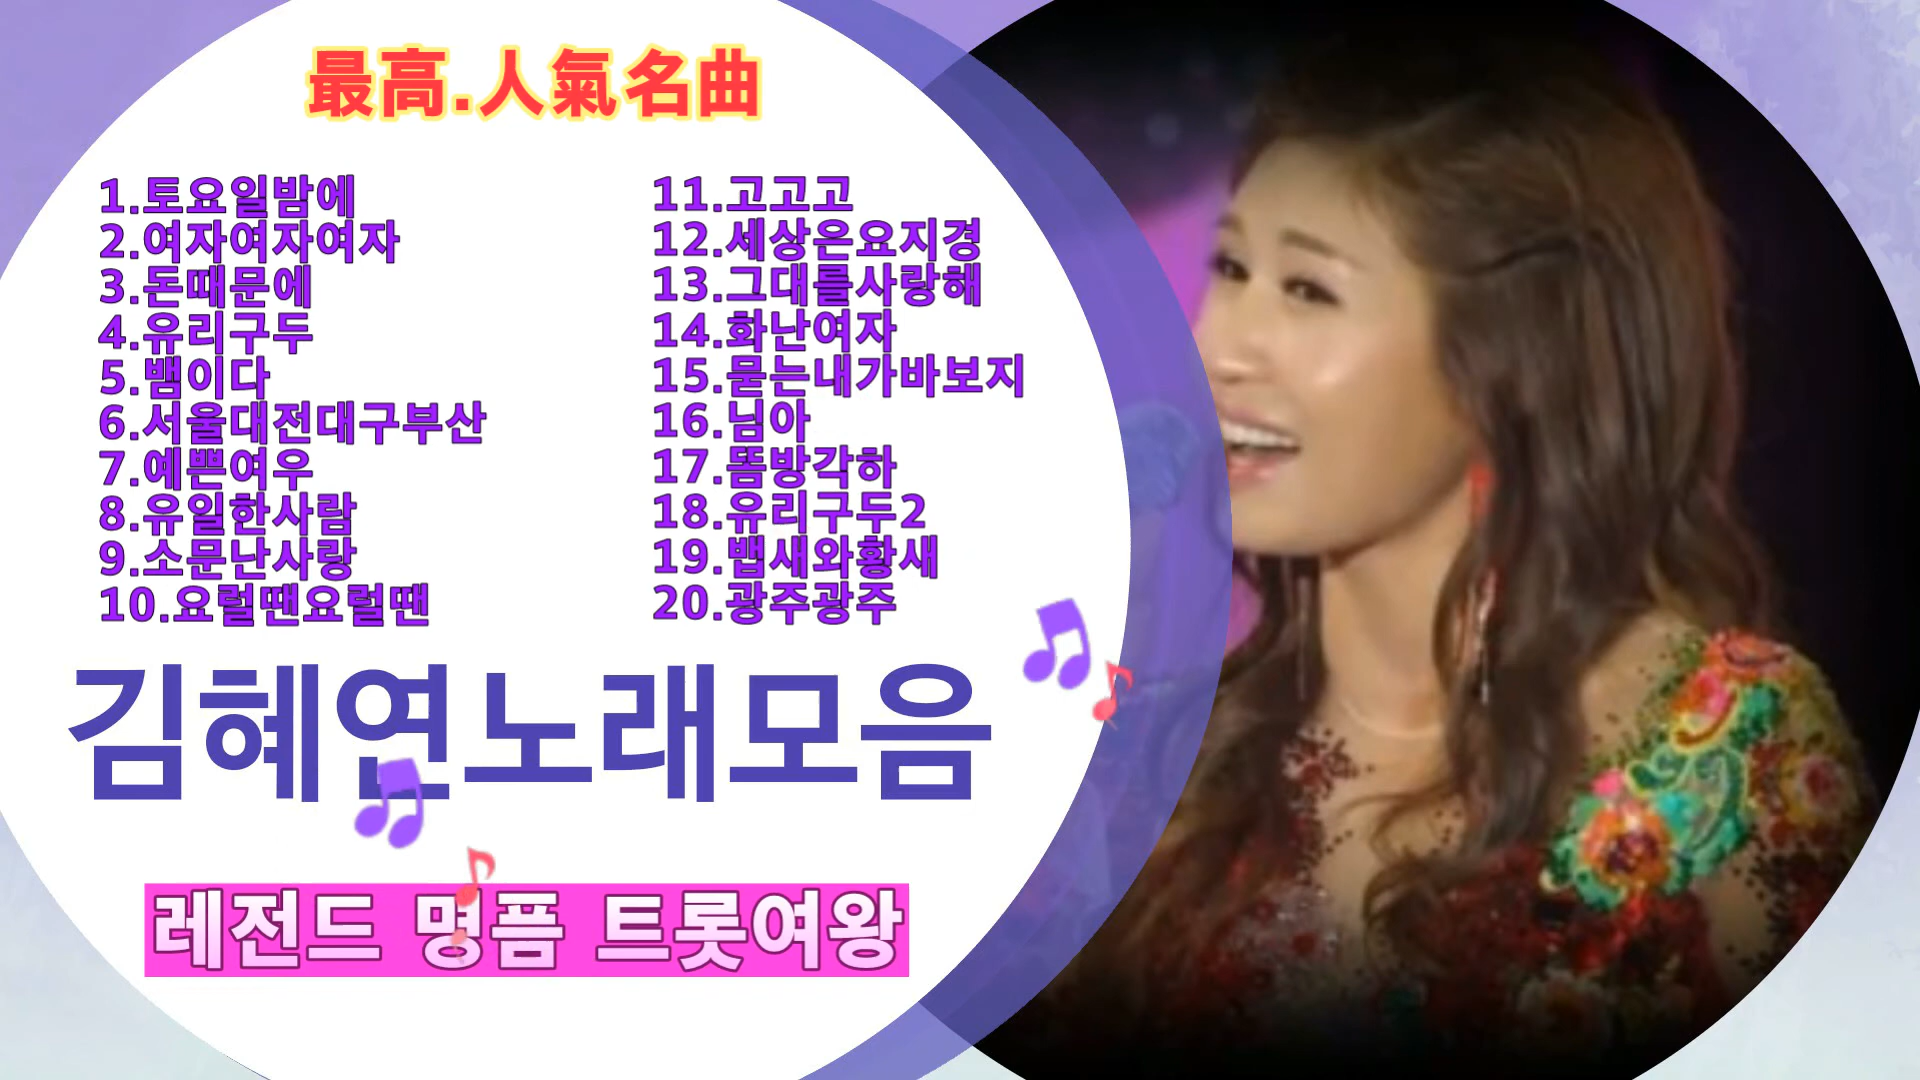 最高.人氣名曲
1.토요일밤에
2.여자여자여자
3.돈때문에
4.유리구두
5.뱀이다
6.서울대전대구부산
7.예쁜여우
8.유일한사람
9.소문난사랑
10.요럴땐요럴땐
11.고고고
12.세상은요지경
13.그대를사랑해
14.화난여자
15.묻는내가바보지
16.님아
17.똠방각하
18.유리구두2
19.뱁새와황새
20.광주광주
김혜연노래모음
레전드 명픔 트롯여왕